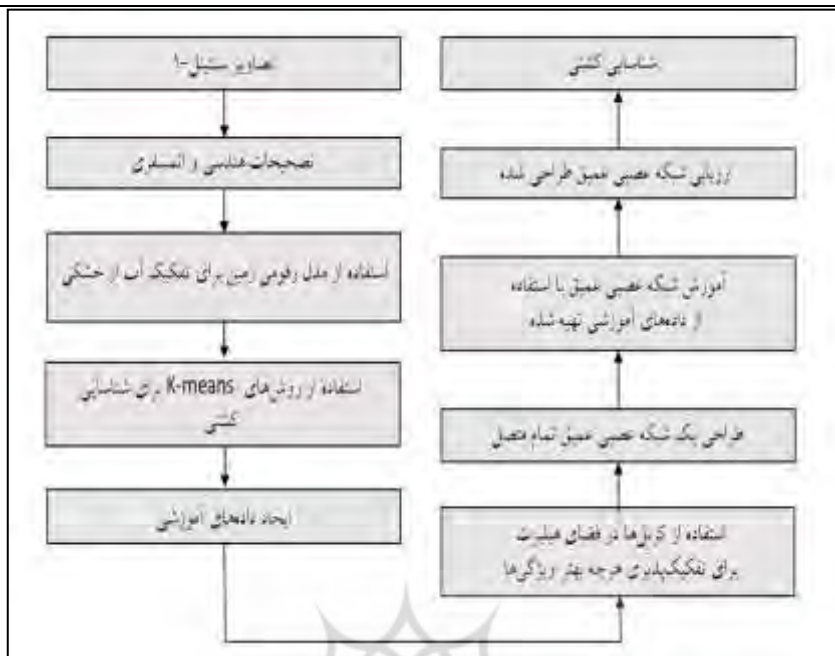 تصاویر سنتینل-۱
تصحیحات هندسی و اتمسفری
استفاده از مدل رقومی زمین برای تفکیک آب از خشکی
استفاده از روش‌های K-means برای شناسایی
کشتی
ایجاد داده‌های آموزشی
استفاده از کرنل‌ها در فضای هیلبرت
برای تفکیک‌پذیری هرچه بهتر ویژگی‌ها
طراحی یک شبکه عصبی عمیق تمام متصل
آموزش شبکه عصبی عمیق با استفاده
از داده‌های آموزشی تهیه شده
ارزیابی شبکه عصبی عمیق طراحی شده
شناسایی کشتی